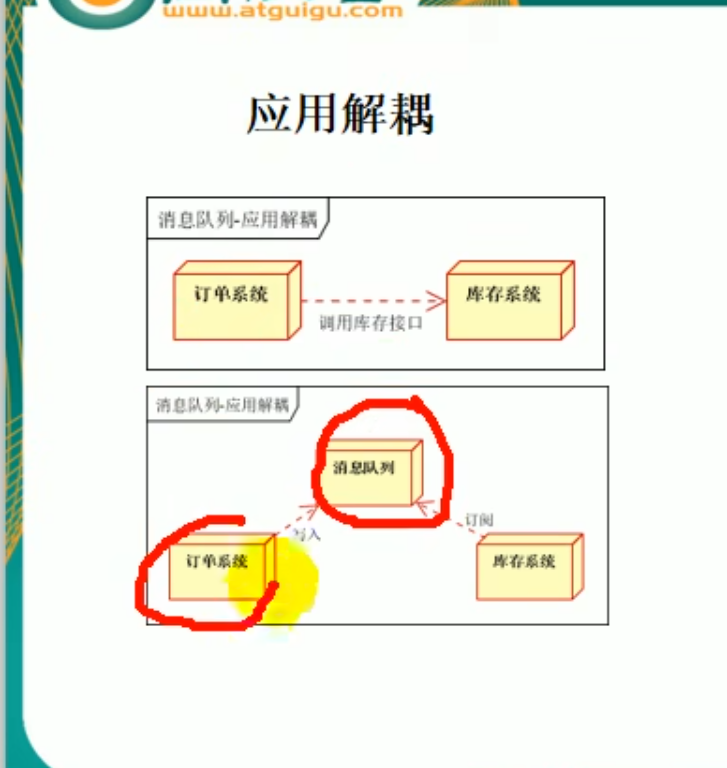 www.atguigu.com
应用解耦
消息队列-应用解耦
订单系统
库存系统
调用库存接口
消息队列-应用解耦
消息队列
写入
订阅
订单系统
库存系统